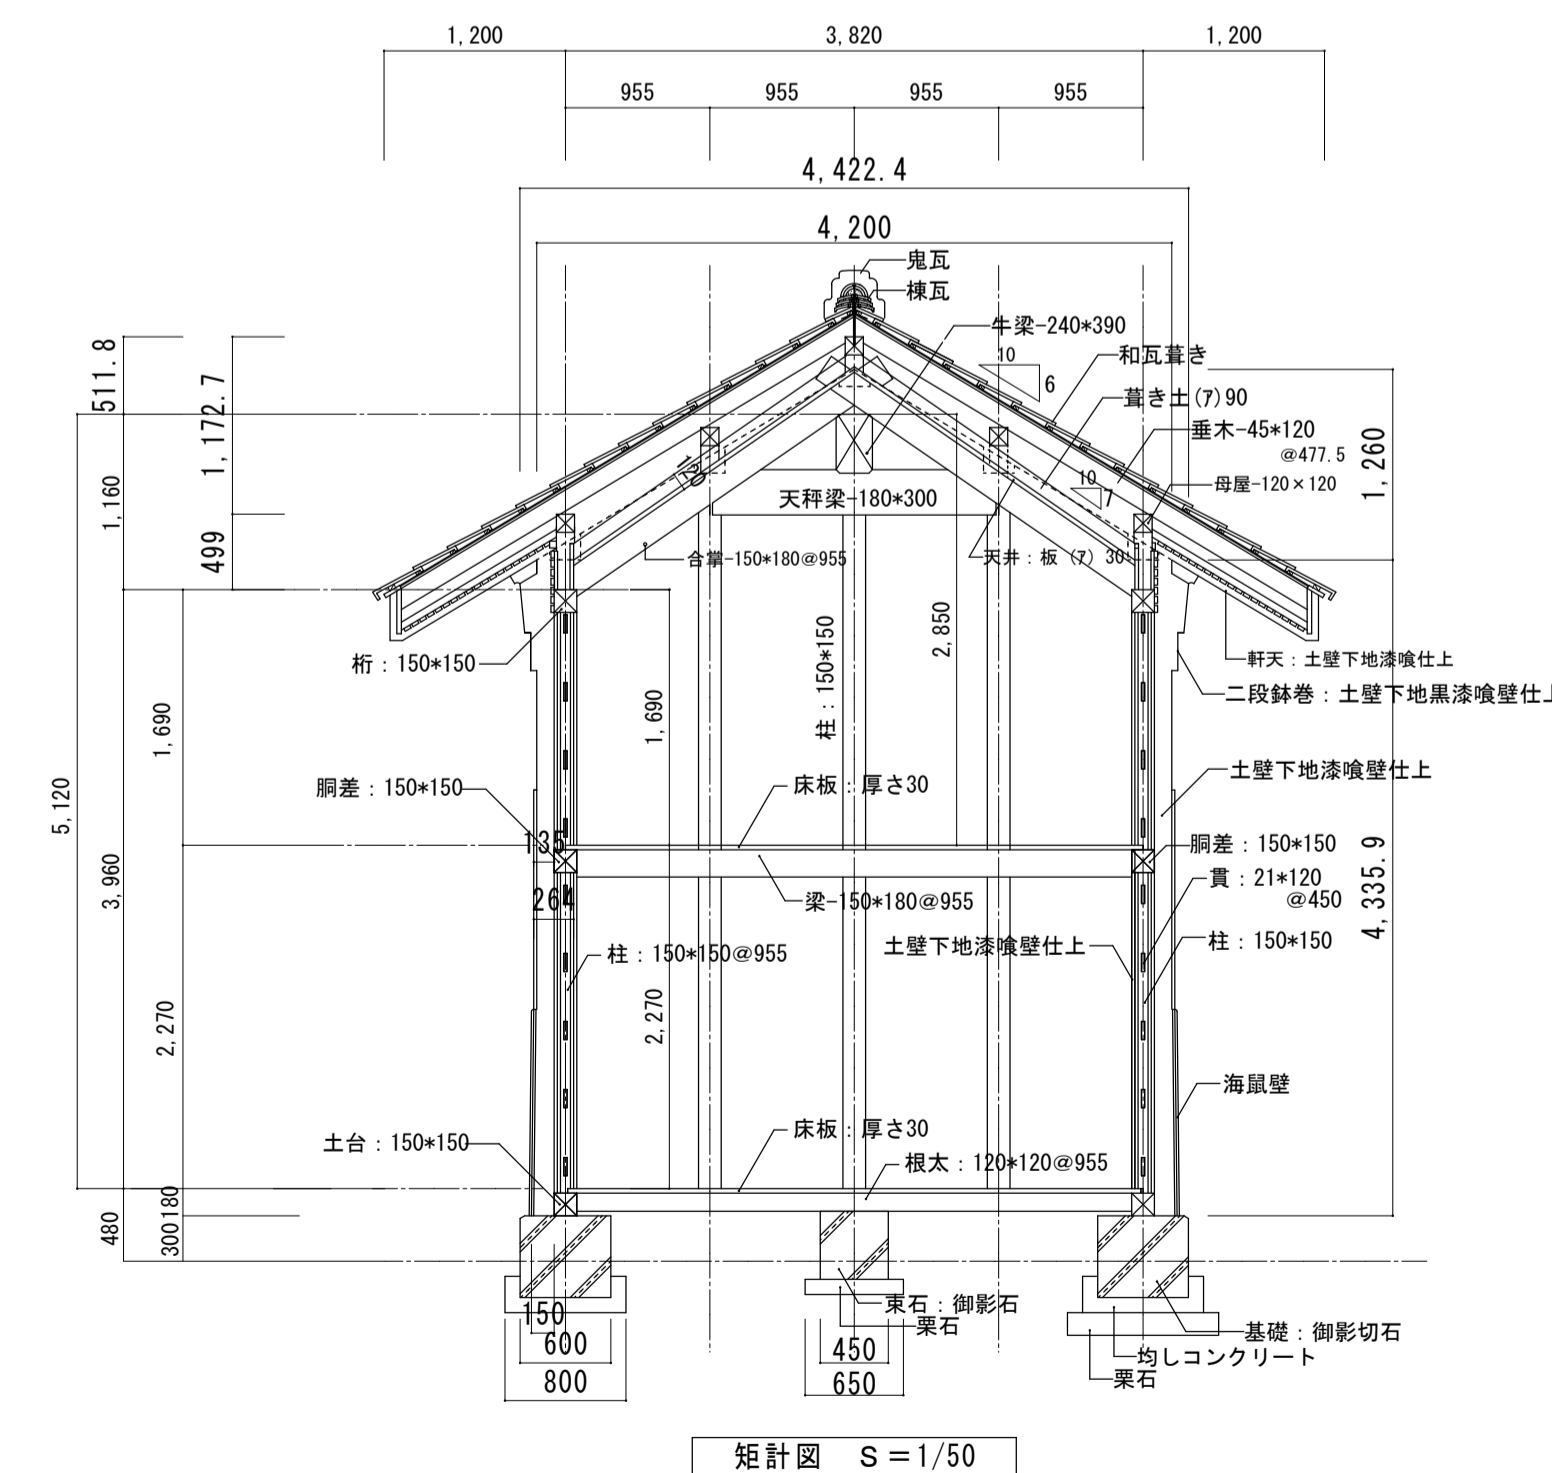 1,200
3,820
1,200
955
955
955
955
4,422.4
4,200
鬼瓦
棟瓦
牛梁-240*390
10
6
和瓦葺き
葺き土(ｱ)90
垂木-45*120
@477.5
母屋-120×120
10
7
511.8
1,172.7
1,160
499
1,260
120
天秤梁-180*300
合掌-150*180@955
天井：板（ｱ）30
桁：150*150
柱：150*150
2,850
軒天：土壁下地漆喰仕上
二段鉢巻：土壁下地黒漆喰壁仕上
1,690
1,690
5,120
胴差：150*150
床板：厚さ30
土壁下地漆喰壁仕上
135
胴差：150*150
3,960
264
梁-150*180@955
貫：21*120
@450
4,335.9
柱：150*150@955
土壁下地漆喰壁仕上
柱：150*150
2,270
2,270
海鼠壁
土台：150*150
床板：厚さ30
根太：120*120@955
480
180
300
束石：御影石
栗石
150
600
800
450
650
基礎：御影切石
均しコンクリート
栗石
矩計図　Ｓ＝1/50